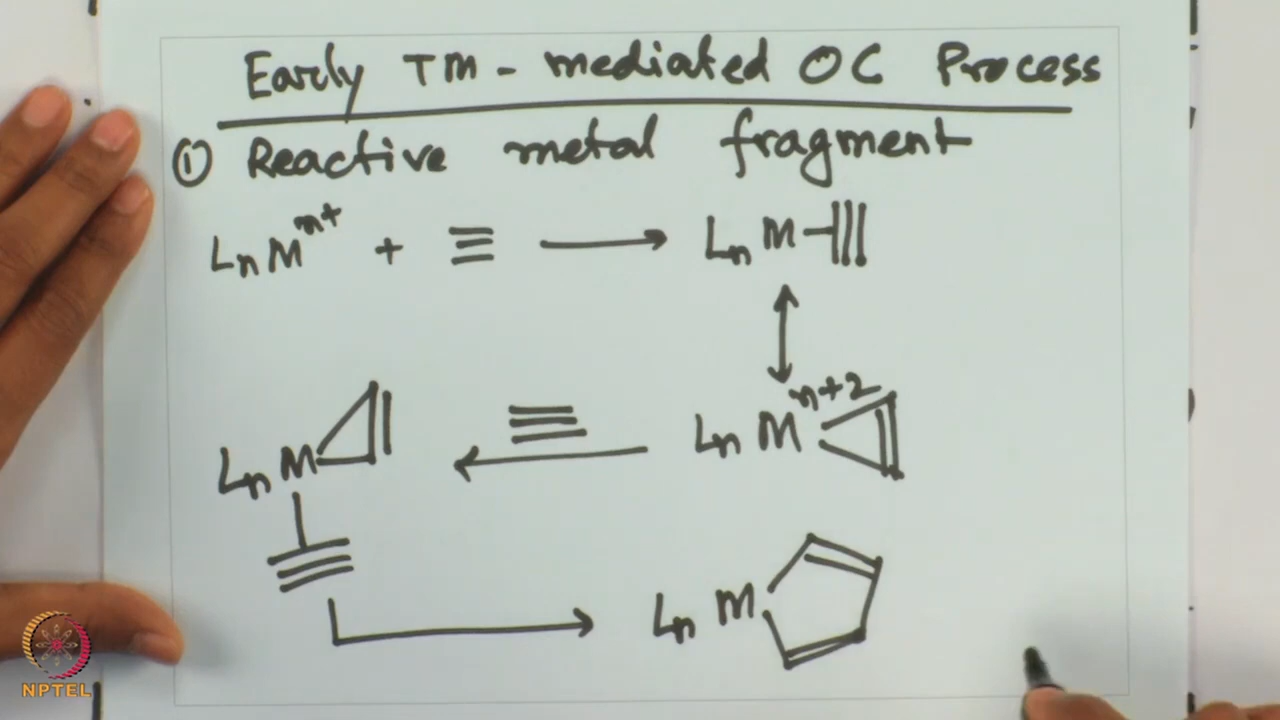 Early TM - mediated OC Process
① Reactive metal fragment
LnM^n+ + ≡ → LnM-|||
LnM^n+2
LnM
LnM
NPTEL